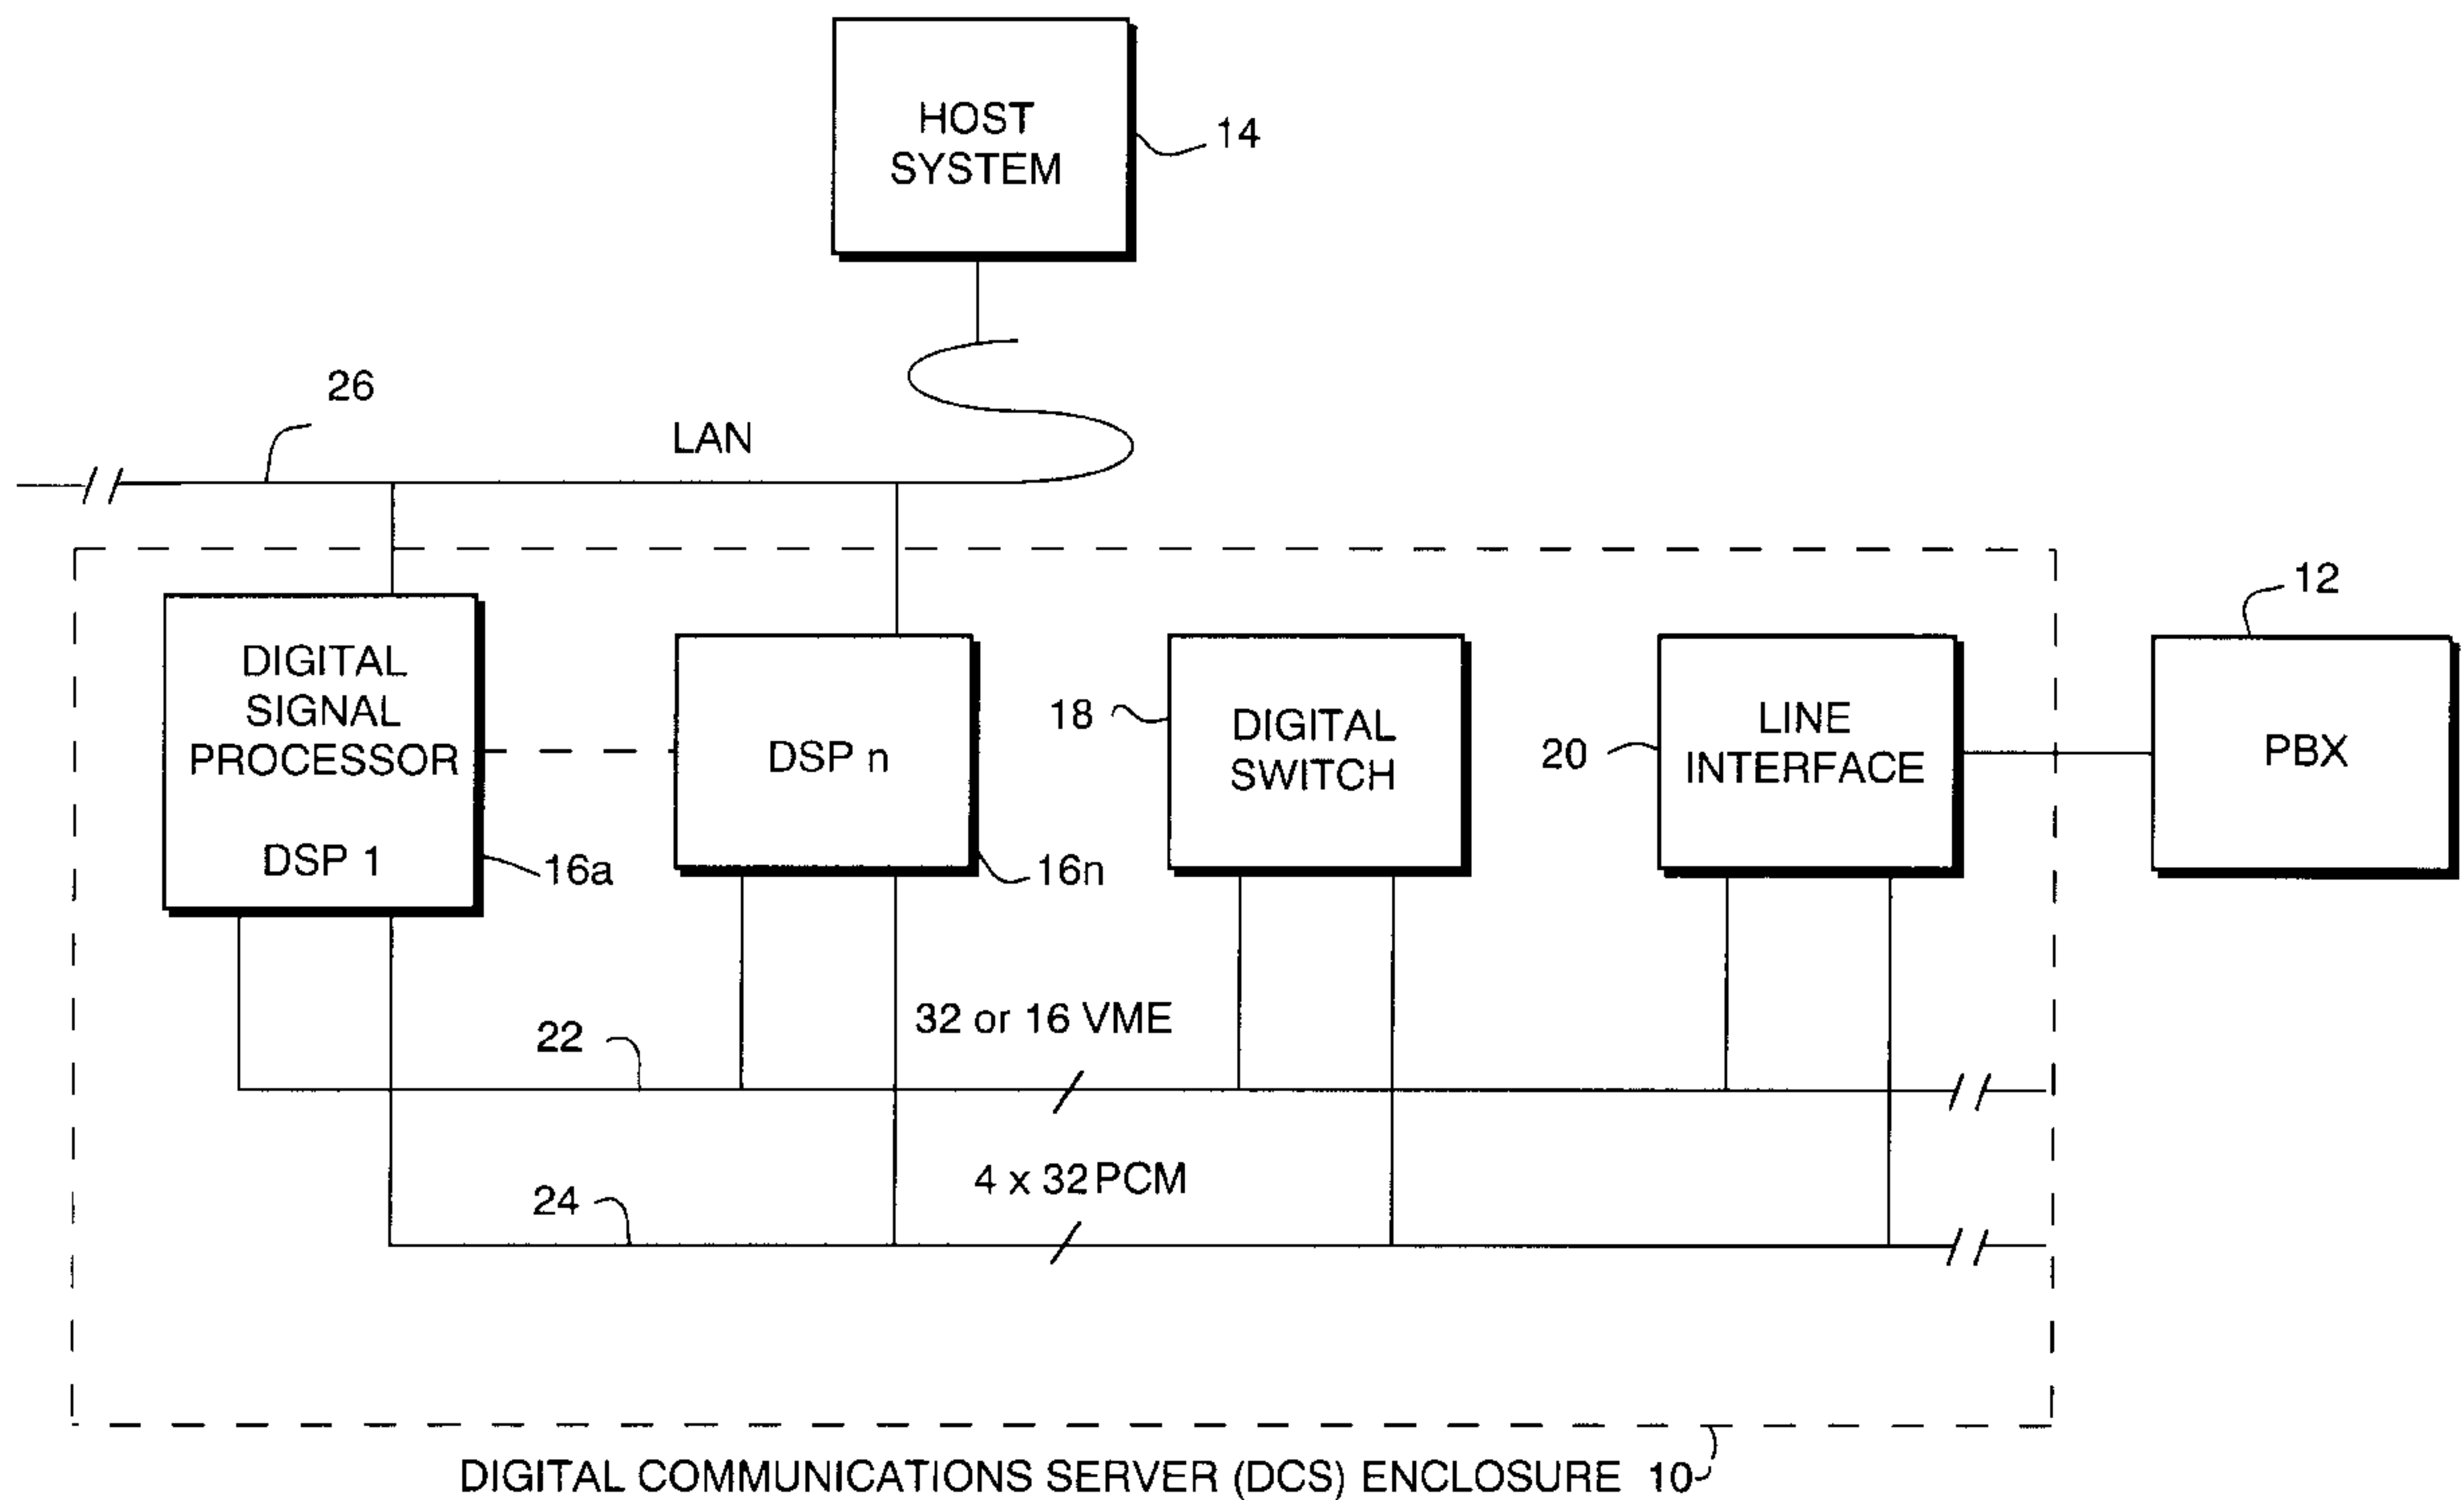 HOST
SYSTEM
14
26
LAN
12
DIGITAL
SIGNAL
PROCESSOR
DSP 1
16a
DSP n
16n
18
DIGITAL
SWITCH
20
LINE
INTERFACE
PBX
22
32 or 16 VME
24
4 x 32 PCM
DIGITAL COMMUNICATIONS SERVER (DCS) ENCLOSURE 10